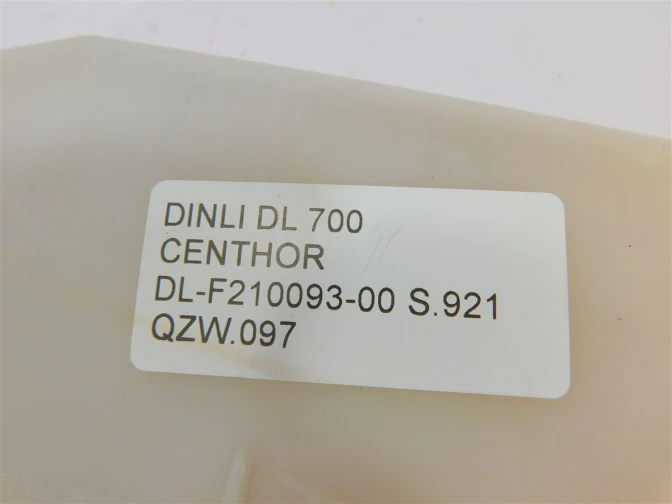 DINLI DL 700
CENTHOR
DL-F210093-00 S.921
QZW.097